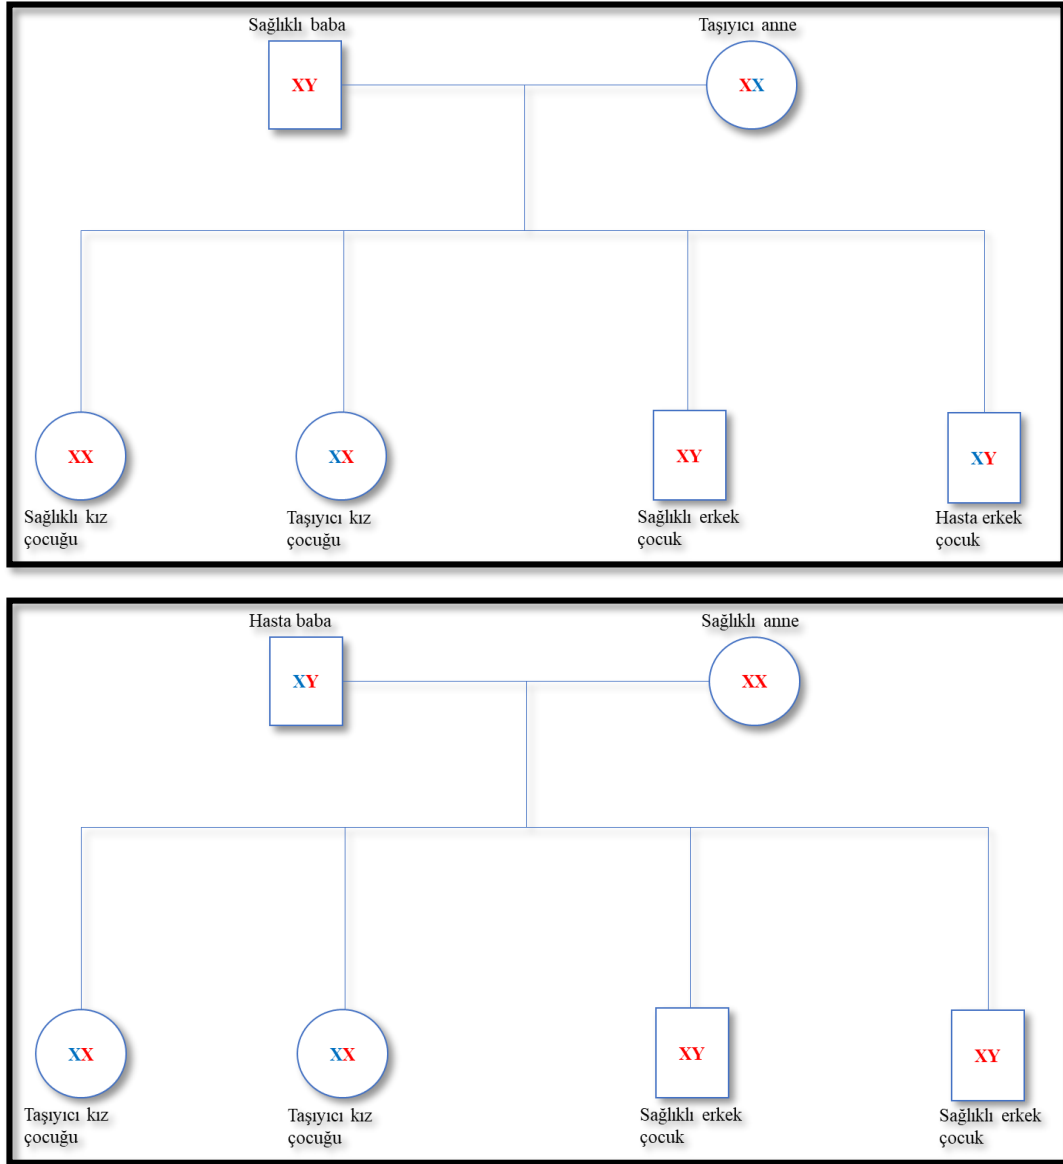 Sağlıklı baba
Taşıyıcı anne
XY
XX
XX
XX
XY
XY
Sağlıklı kız
çocuğu
Taşıyıcı kız
çocuğu
Sağlıklı erkek
çocuk
Hasta erkek
çocuk
Hasta baba
Sağlıklı anne
XY
XX
XX
XX
XY
XY
Taşıyıcı kız
çocuğu
Taşıyıcı kız
çocuğu
Sağlıklı erkek
çocuk
Sağlıklı erkek
çocuk